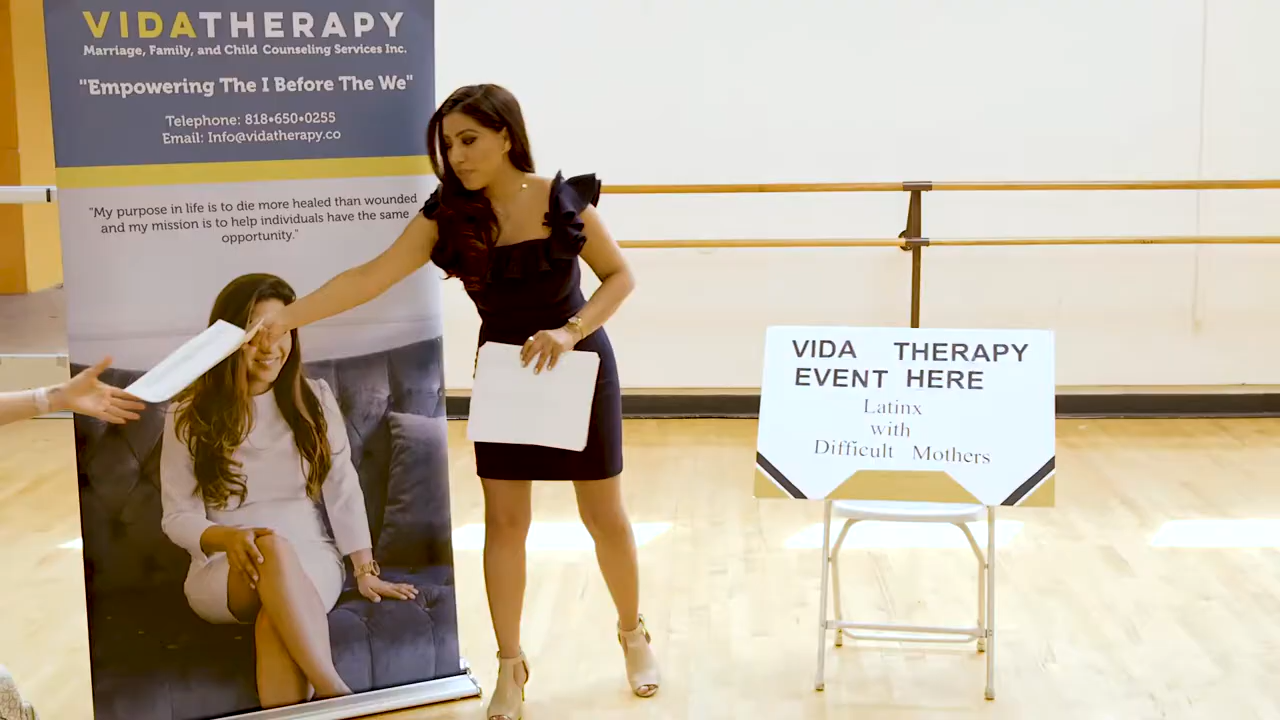 VIDATHERAPY
Marriage, Family, and Child Counseling Services Inc.
"Empowering The I Before The We"
Telephone: 818•650•0255
Email: Info@vidatherapy.co
"My purpose in life is to die more healed than wounded
and my mission is to help individuals have the same
opportunity."
VIDA THERAPY
EVENT HERE
Latinx
with
Difficult Mothers